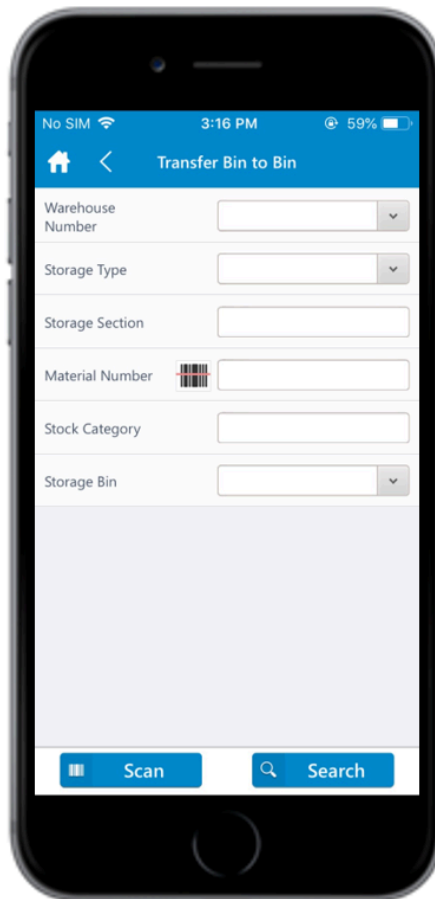 No SIM 3:16 PM 59%
Transfer Bin to Bin
Warehouse
Number
Storage Type
Storage Section
Material Number
Stock Category
Storage Bin
Scan Search